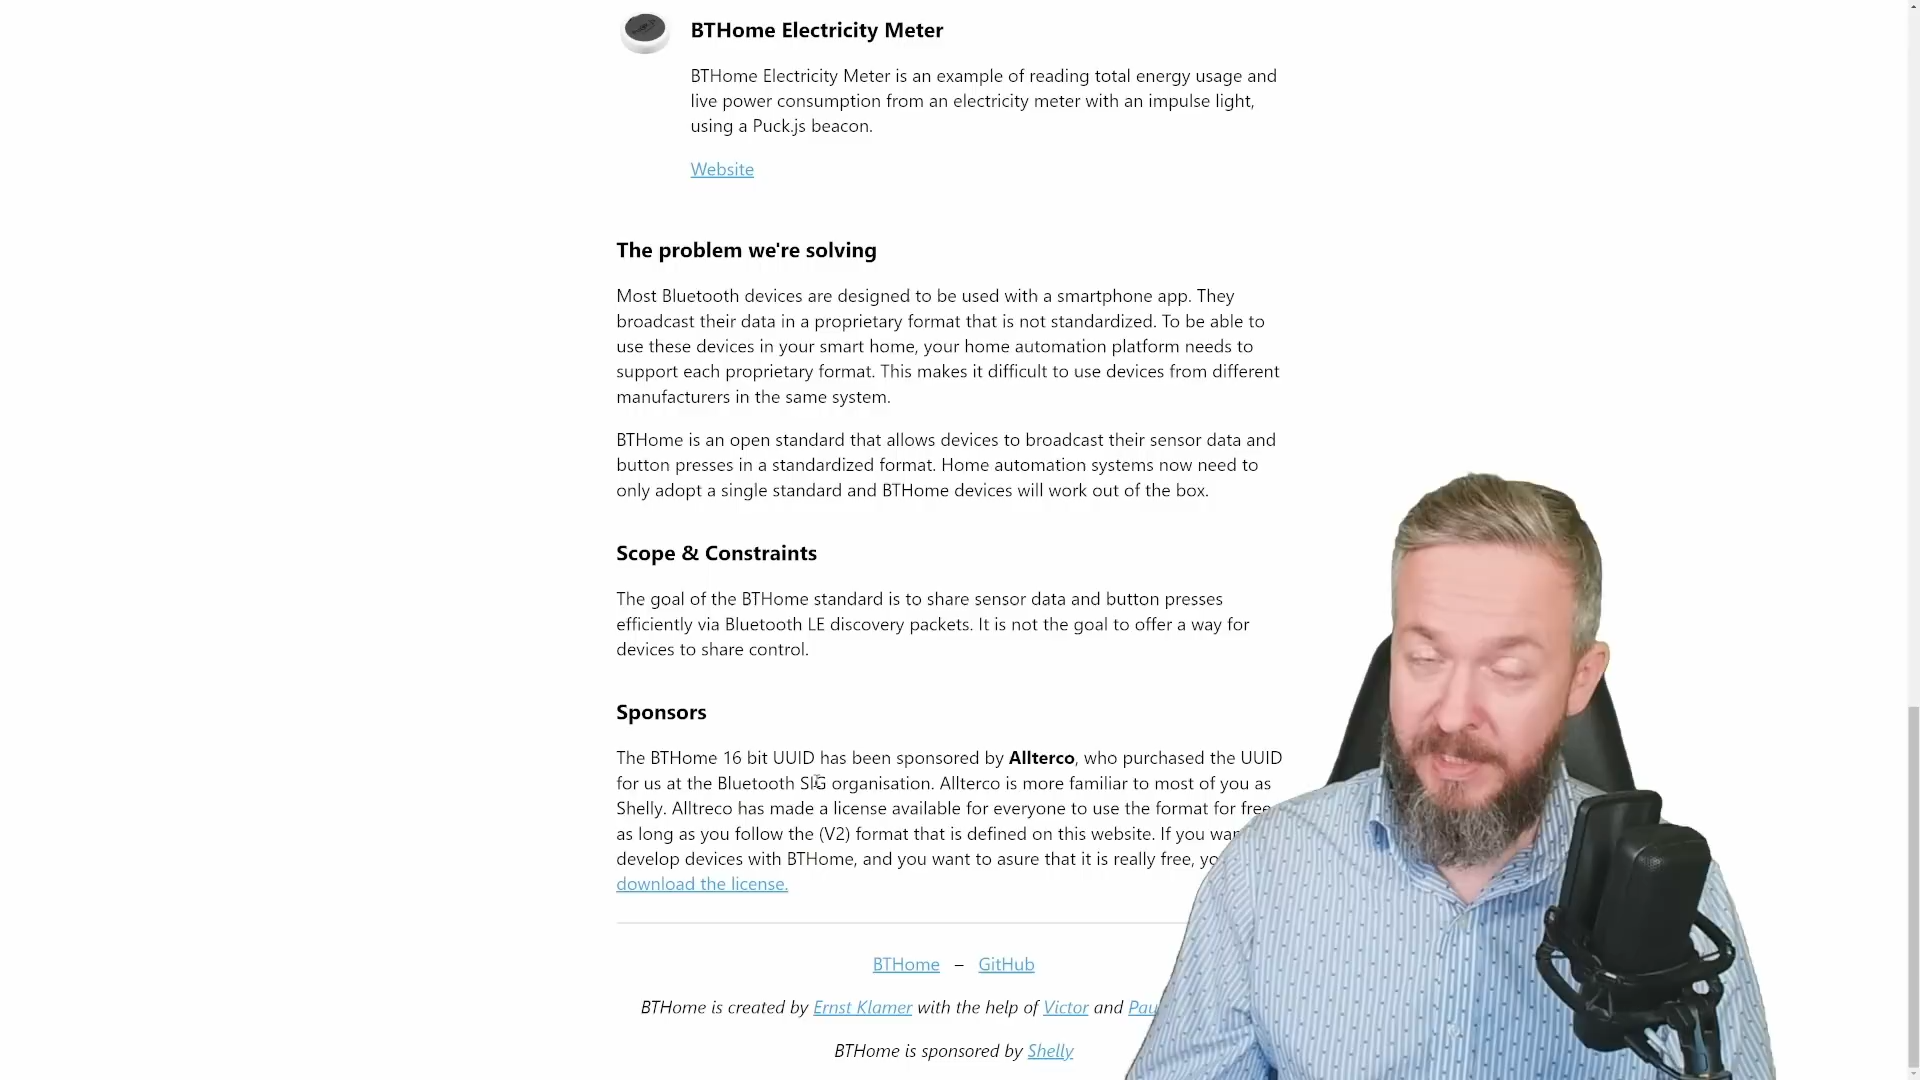 BTHome Electricity Meter
BTHome Electricity Meter is an example of reading total energy usage and
live power consumption from an electricity meter with an impulse light,
using a Puck.js beacon.
Website
The problem we're solving
Most Bluetooth devices are designed to be used with a smartphone app. They
broadcast their data in a proprietary format that is not standardized. To be able to
use these devices in your smart home, your home automation platform needs to
support each proprietary format. This makes it difficult to use devices from different
manufacturers in the same system.
BTHome is an open standard that allows devices to broadcast their sensor data and
button presses in a standardized format. Home automation systems now need to
only adopt a single standard and BTHome devices will work out of the box.
Scope & Constraints
The goal of the BTHome standard is to share sensor data and button presses
efficiently via Bluetooth LE discovery packets. It is not the goal to offer a way for
devices to share control.
Sponsors
The BTHome 16 bit UUID has been sponsored by Allterco, who purchased the UUID
for us at the Bluetooth SIG organisation. Allterco is more familiar to most of you as
Shelly. Alltreco has made a license available for everyone to use the format for free
as long as you follow the (V2) format that is defined on this website. If you
develop devices with BTHome, and you want to asure that it is really free,
download the license.
BTHome – GitHub
BTHome is created by Ernst Klamer with the help of Victor and
BTHome is sponsored by Shelly